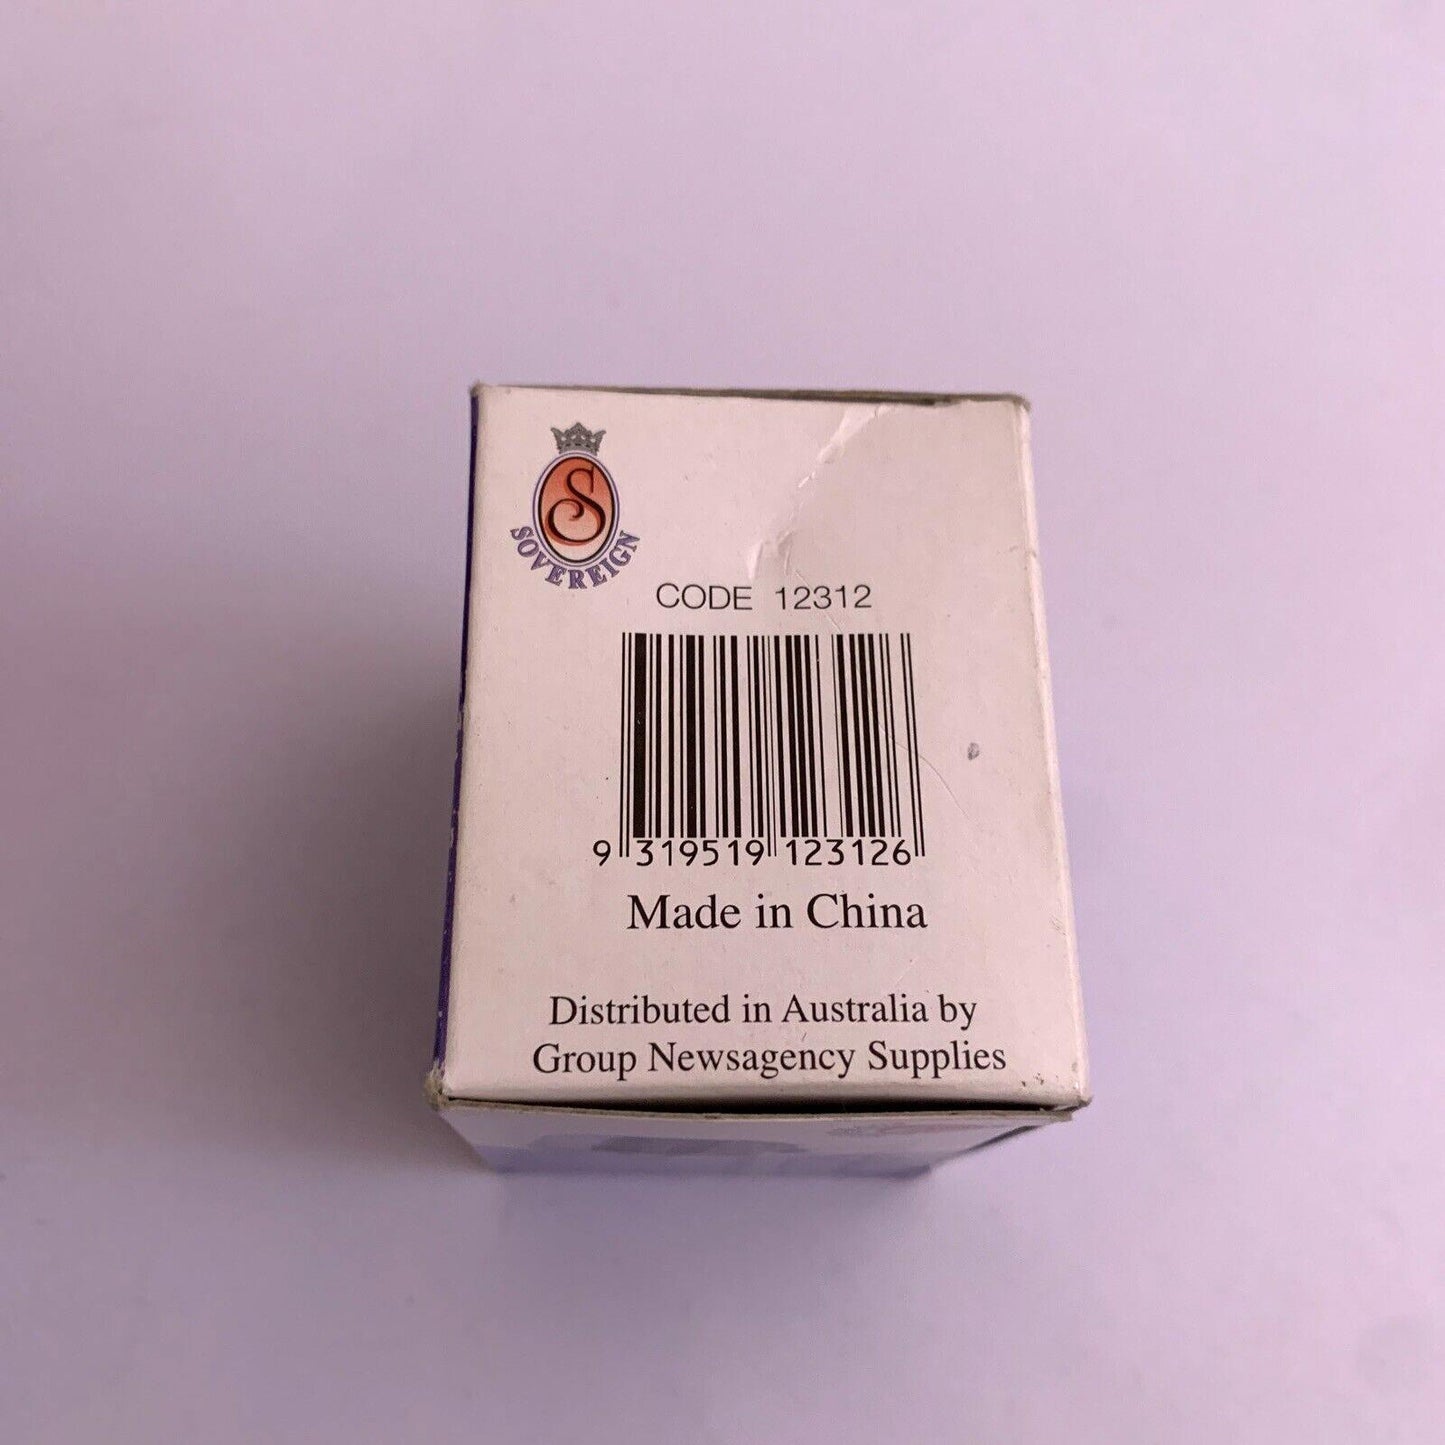 S
SOVEREIGN
CODE 12312
9 319519 123126
Made in China
Distributed in Australia by
Group Newsagency Supplies